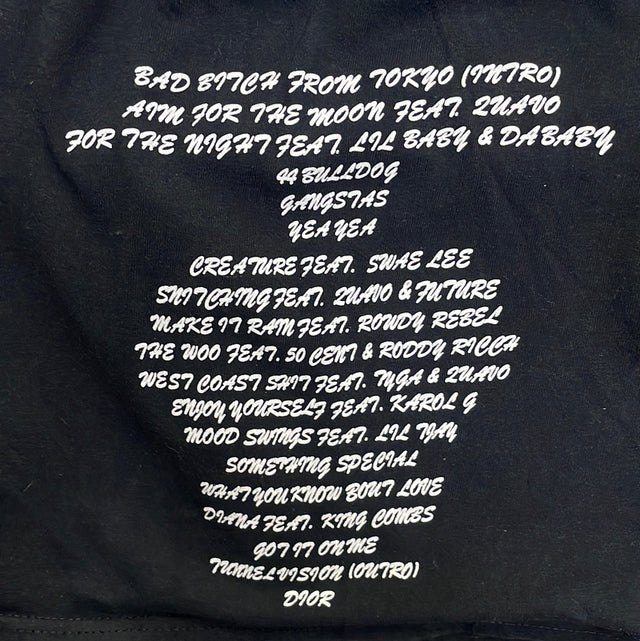 BAD BITCH FROM TOKYO (INTRO)
AIM FOR THE MOON FEAT. QUAVO
FOR THE NIGHT FEAT. LIL BABY & DABABY
44 BULLDOG
GANGSTAS
YEA YEA
CREATURE FEAT. SWAE LEE
SNITCHING FEAT. QUAVO & FUTURE
MAKE IT RAIN FEAT. ROWDY REBEL
THE WOO FEAT. 50 CENT & RODDY RICCH
WEST COAST SHIT FEAT. TYGA & QUAVO
ENJOY YOURSELF FEAT. KAROL G
MOOD SWINGS FEAT. LIL TJAY
SOMETHING SPECIAL
WHAT YOU KNOW BOUT LOVE
DIANA FEAT. KING COMBS
GOT IT ON ME
TUNNEL VISION (OUTRO)
DIOR